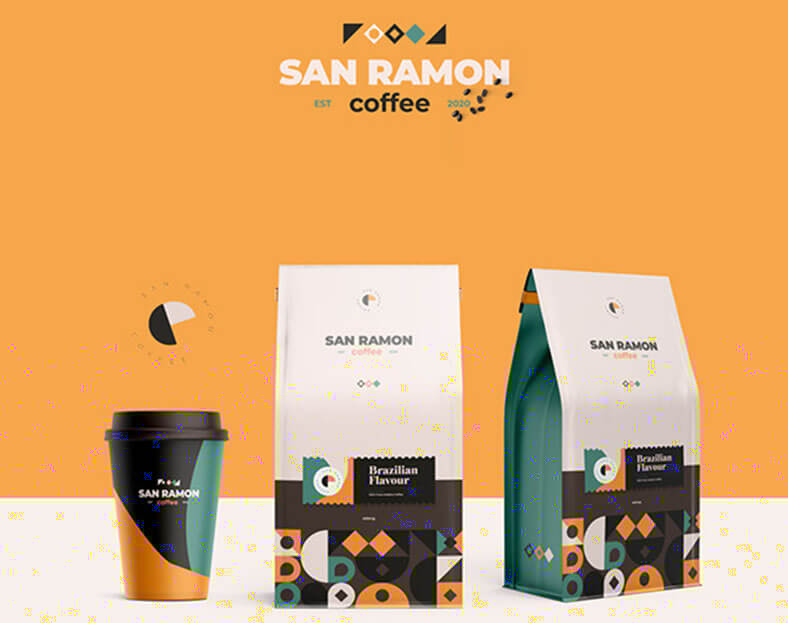 SAN RAMON
EST coffee 2020
SAN RAMON
COFFEE
SAN RAMON
coffee
SAN RAMON
coffee
Brazilian
Flavour
SAN RAMON
coffee
Brazilian
Flavour